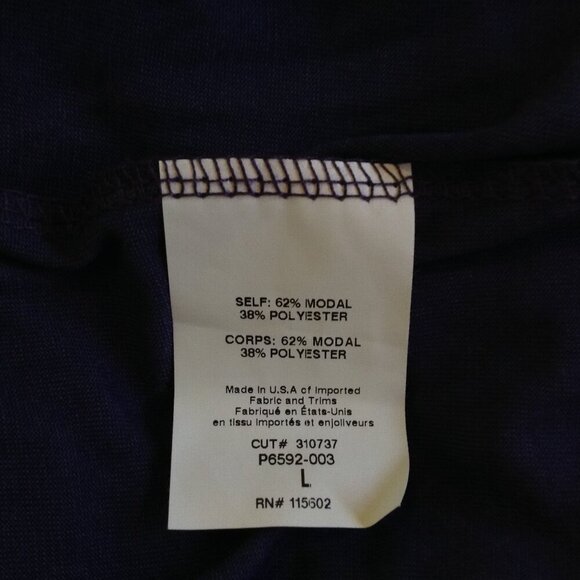 SELF: 62% MODAL
38% POLYESTER
CORPS: 62% MODAL
38% POLYESTER
Made in U.S.A of Imported
Fabric and Trims
Fabriqué en États-Unis
en tissu importés et enjoliveurs
CUT# 310737
P6592-003
L
RN# 115602